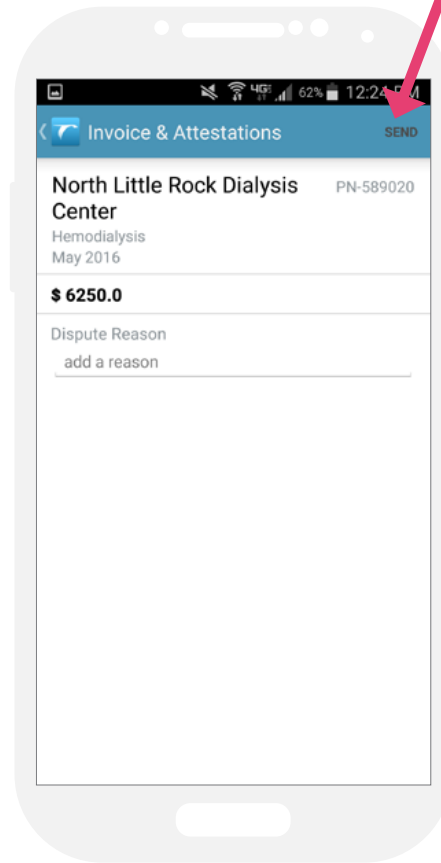 4G 62% 12:24 PM
Invoice & Attestations SEND
North Little Rock Dialysis PN-589020
Center
Hemodialysis
May 2016
$ 6250.0
Dispute Reason
add a reason